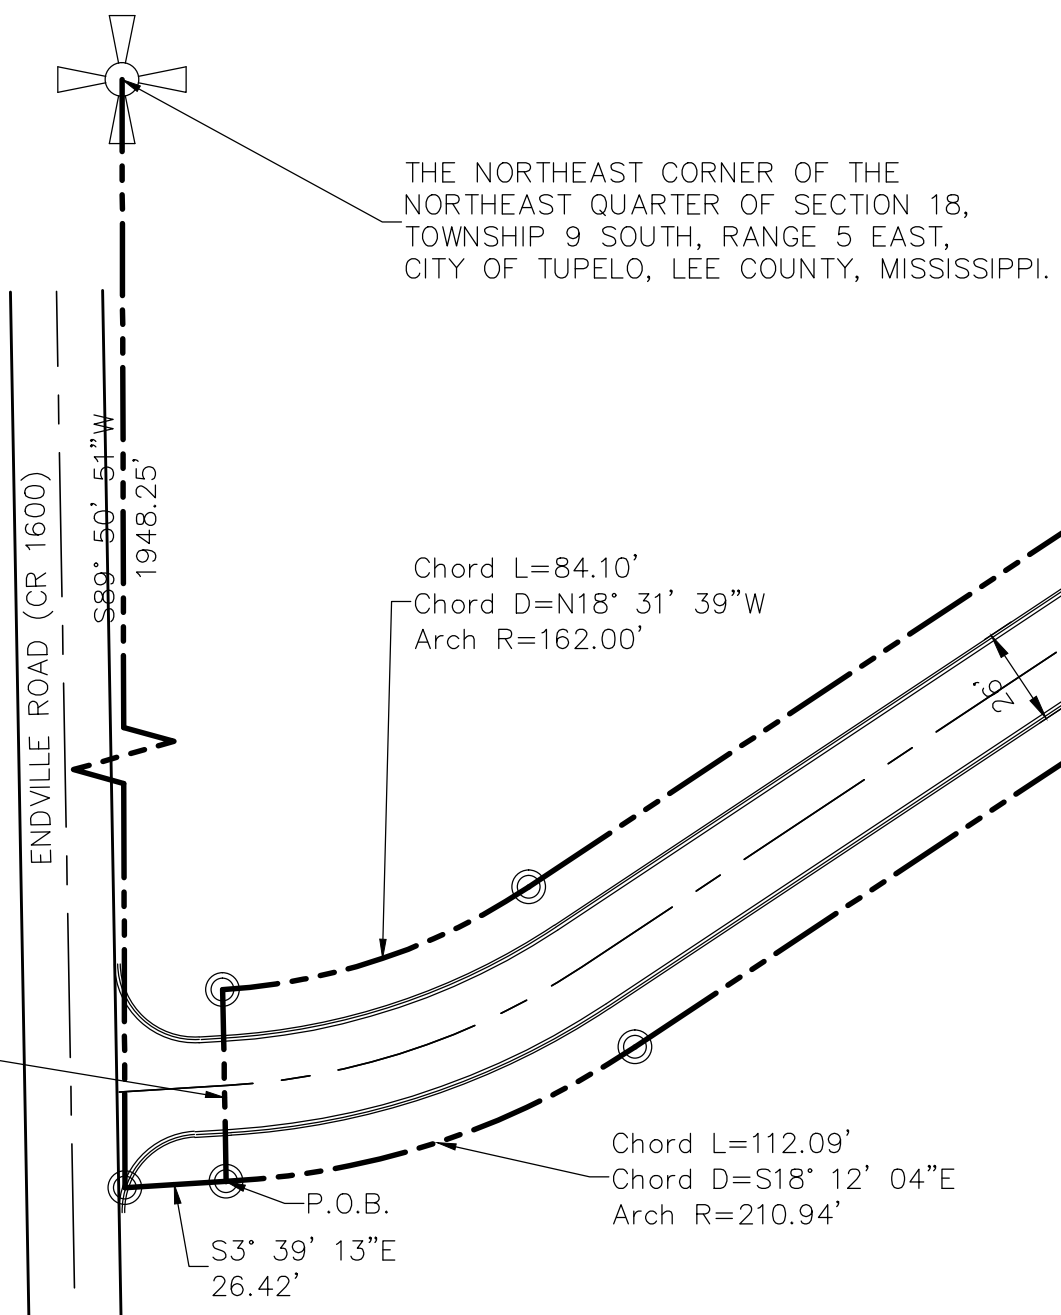 THE NORTHEAST CORNER OF THE
NORTHEAST QUARTER OF SECTION 18,
TOWNSHIP 9 SOUTH, RANGE 5 EAST,
CITY OF TUPELO, LEE COUNTY, MISSISSIPPI.
ENDVILLE ROAD (CR 1600)
S89° 50' 51"W
1948.25'
Chord L=84.10'
Chord D=N18° 31' 39"W
Arch R=162.00'
26'
Chord L=112.09'
Chord D=S18° 12' 04"E
Arch R=210.94'
P.O.B.
S3° 39' 13"E
26.42'